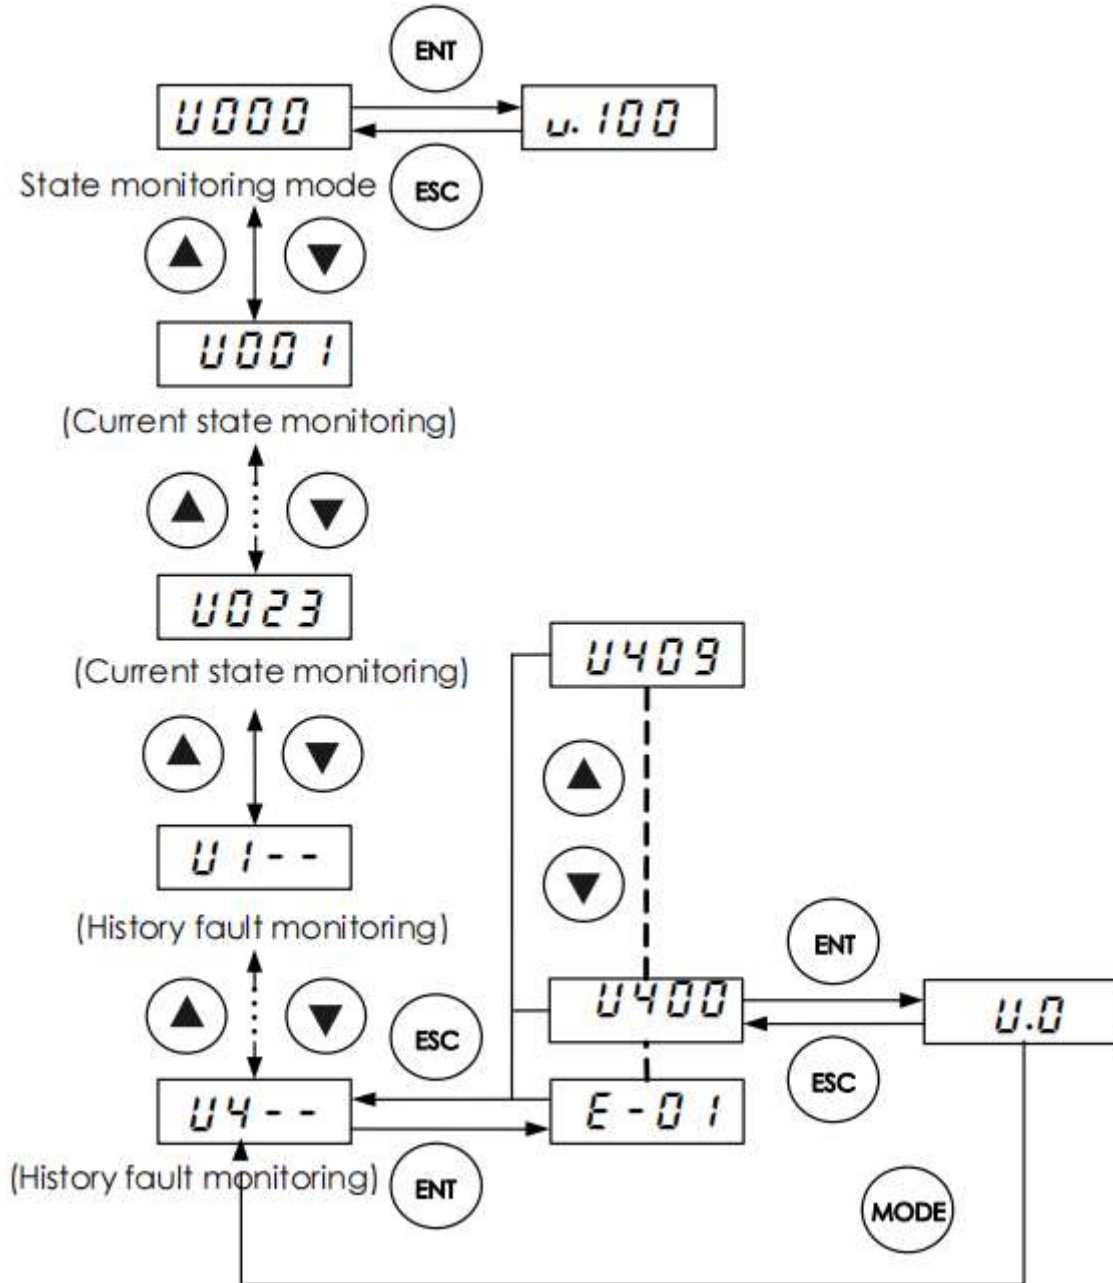 ENT
U000
u.100
State monitoring mode
ESC
U001
(Current state monitoring)
U023
(Current state monitoring)
U409
U1--
(History fault monitoring)
ENT
U400
U.0
ESC
ESC
U4--
E-01
(History fault monitoring)
ENT
MODE